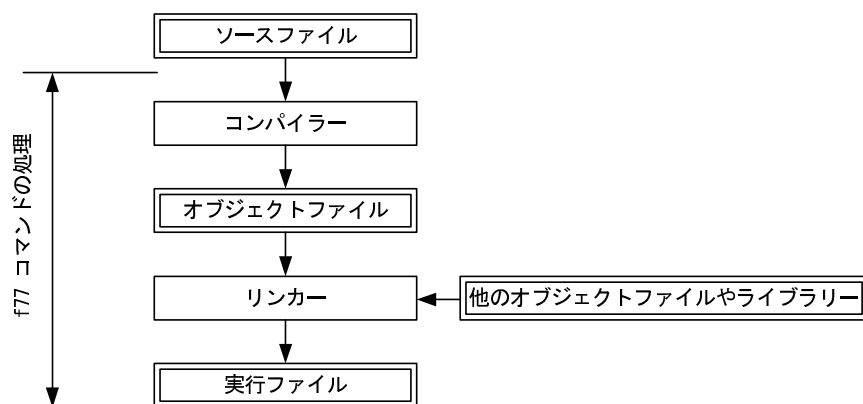 ソースファイル
コンパイラー
オブジェクトファイル
リンカー
他のオブジェクトファイルやライブラリー
実行ファイル
f77 コマンドの処理